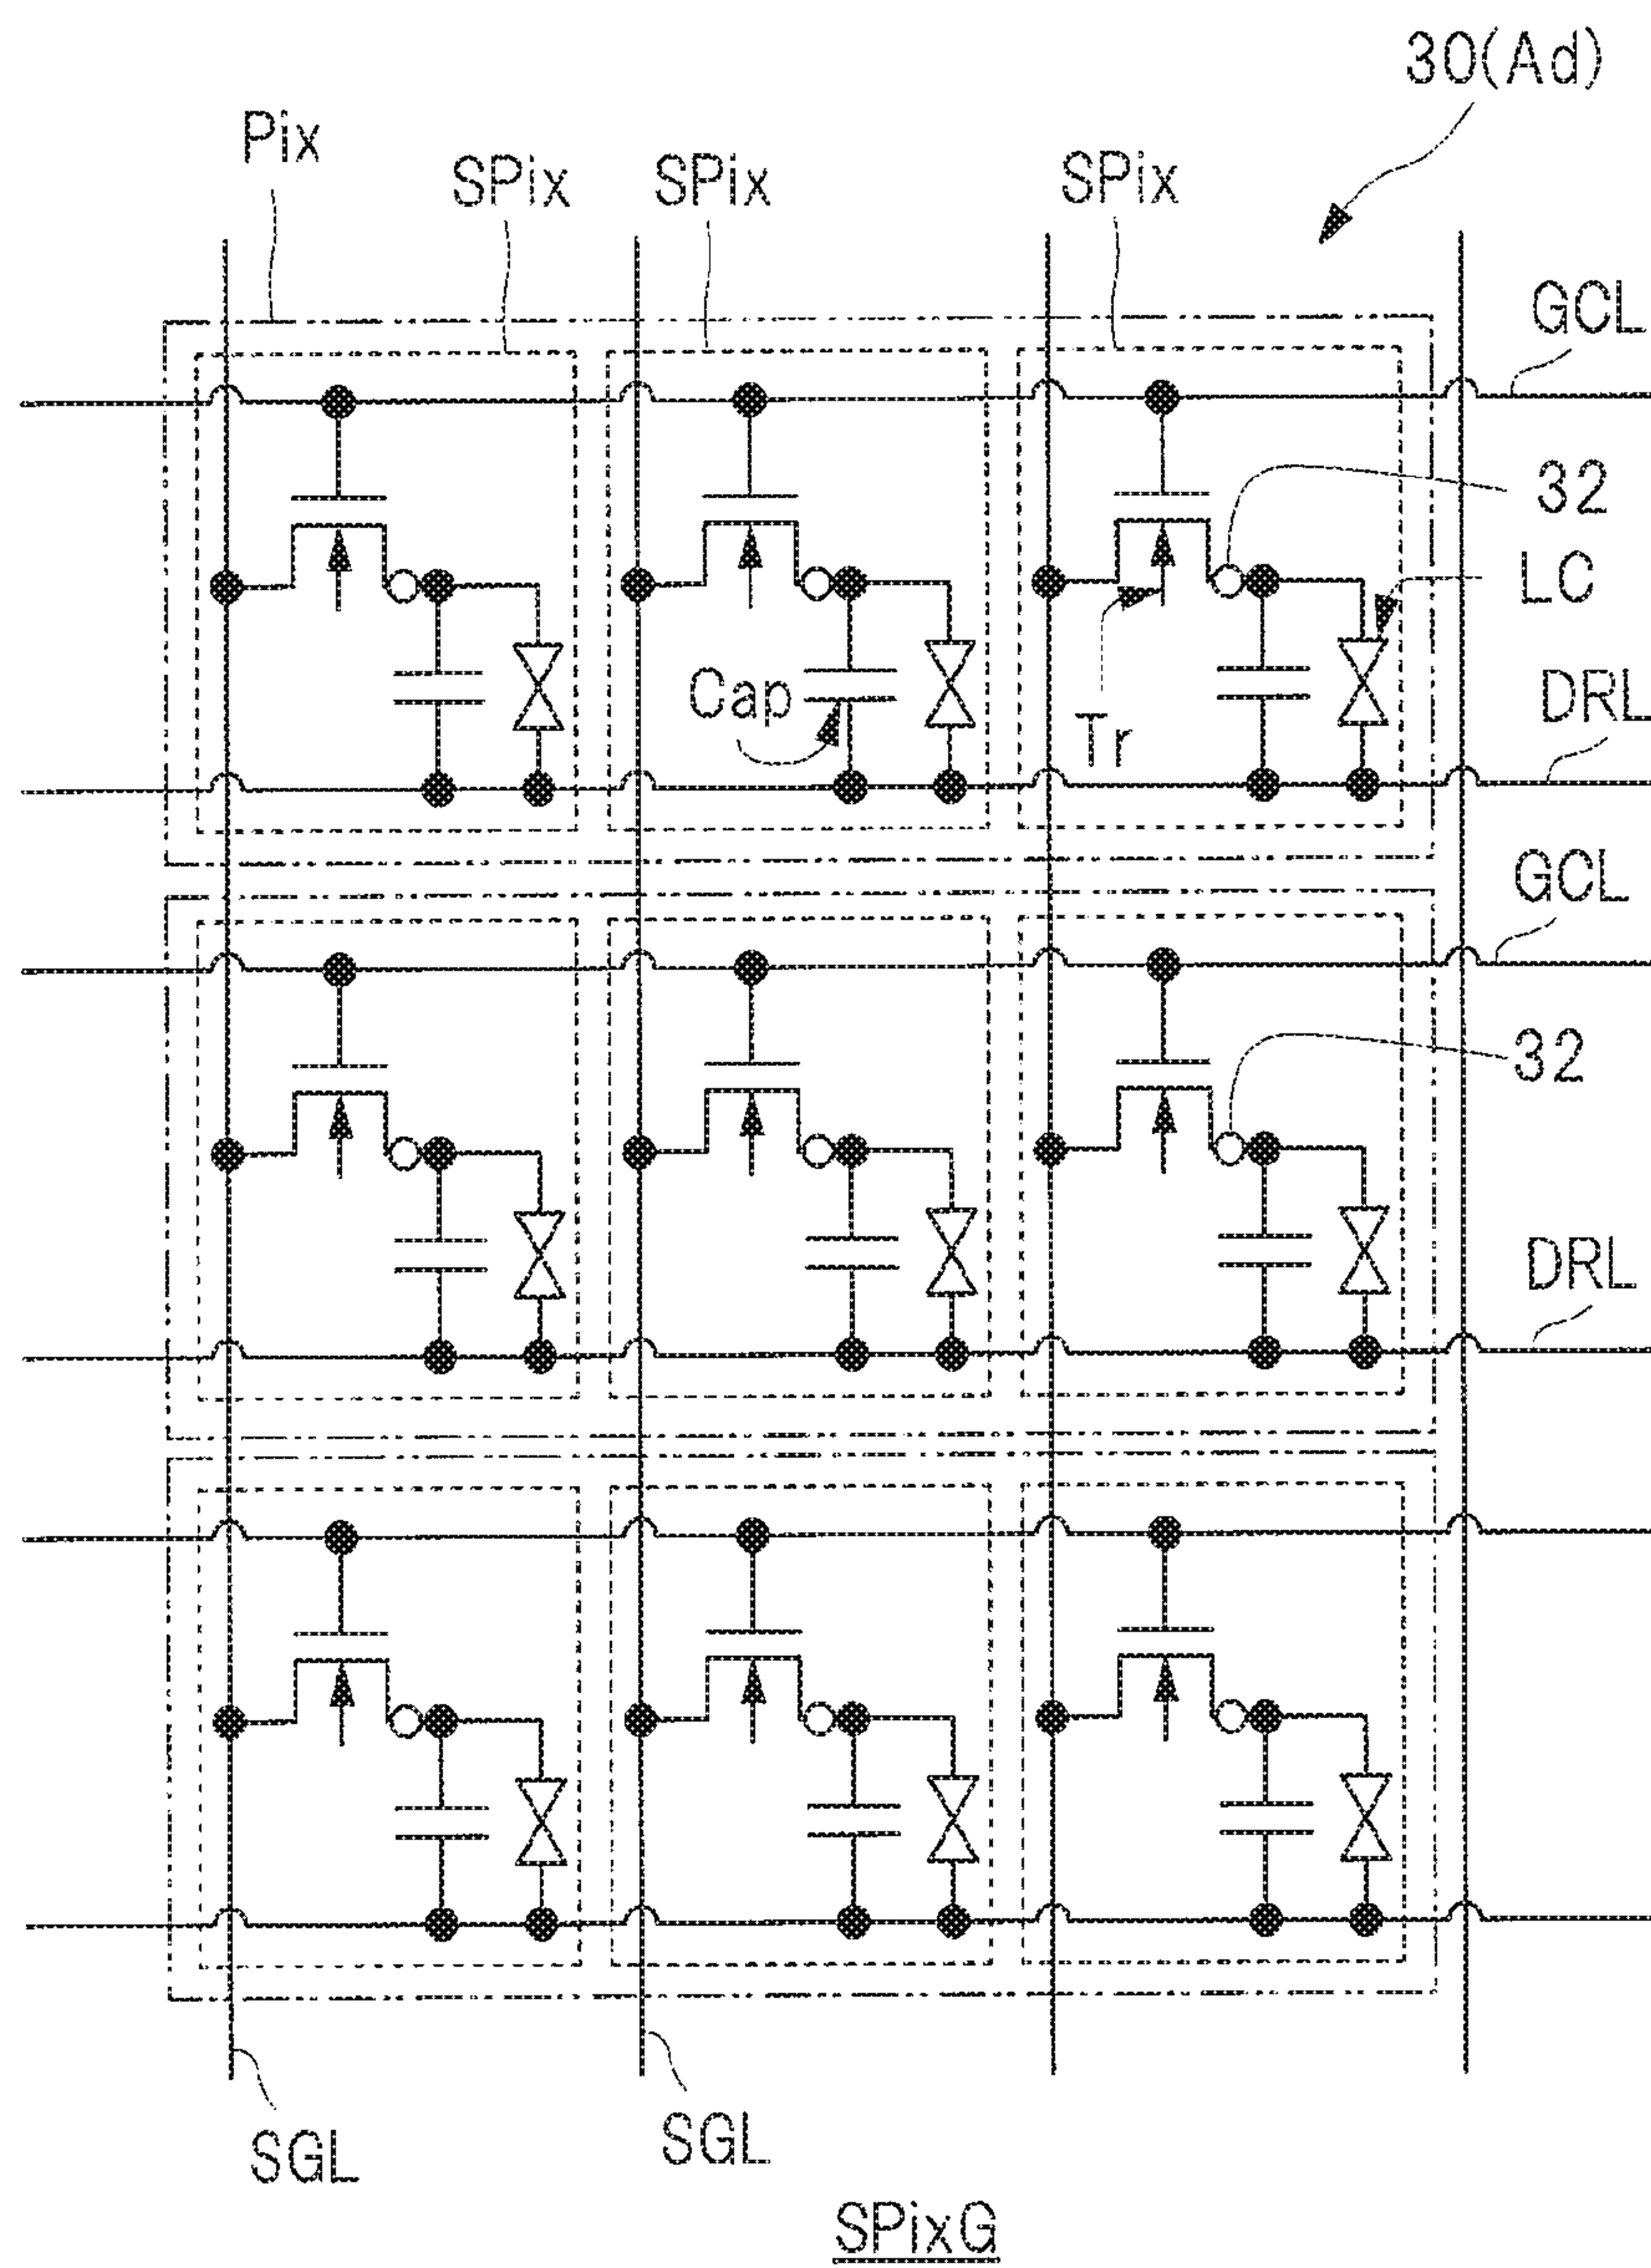 30(Ad)
Pix
SPix
SPix
SPix
GCL
32
LC
Cap
Tr
DRL
GCL
32
DRL
SGL
SGL
SPixG